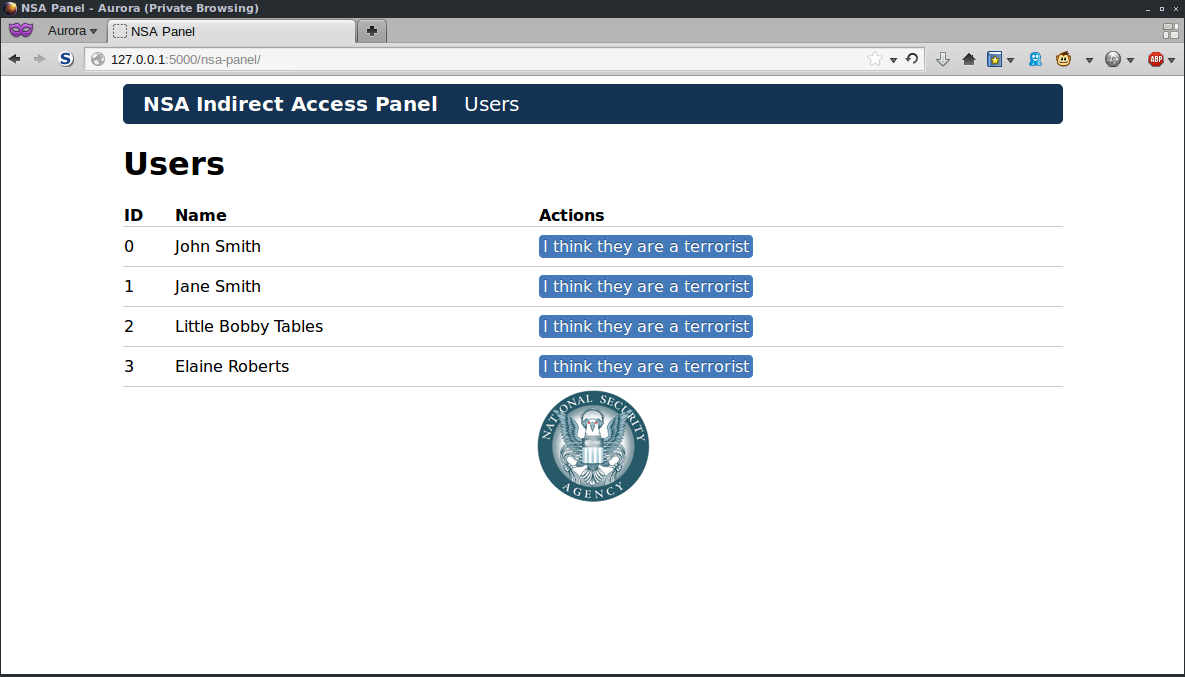 NSA Panel - Aurora (Private Browsing)
Aurora
NSA Panel
S
127.0.0.1:5000/nsa-panel/
ABP
NSA Indirect Access Panel Users
Users
ID Name Actions
0 John Smith I think they are a terrorist
1 Jane Smith I think they are a terrorist
2 Little Bobby Tables I think they are a terrorist
3 Elaine Roberts I think they are a terrorist
NATIONAL SECURITY
AGENCY